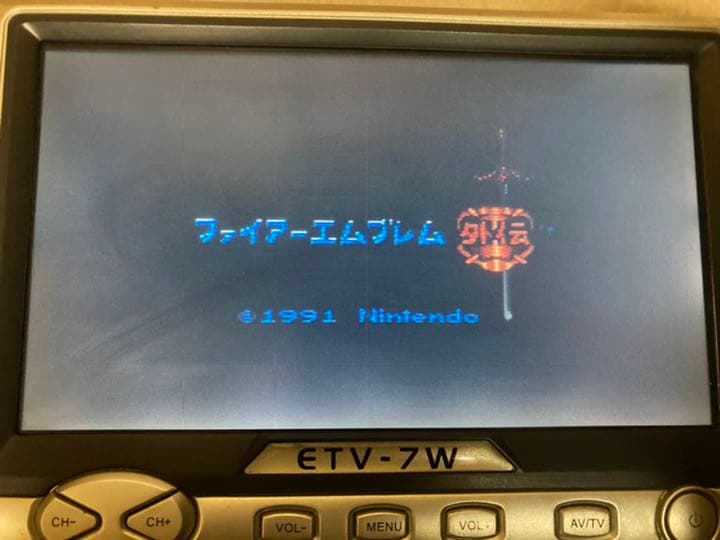 ファイアーエムブレム 外伝
©1991 Nintendo
ETV-7W
CH- CH+ VOL- MENU VOL+ AV/TV